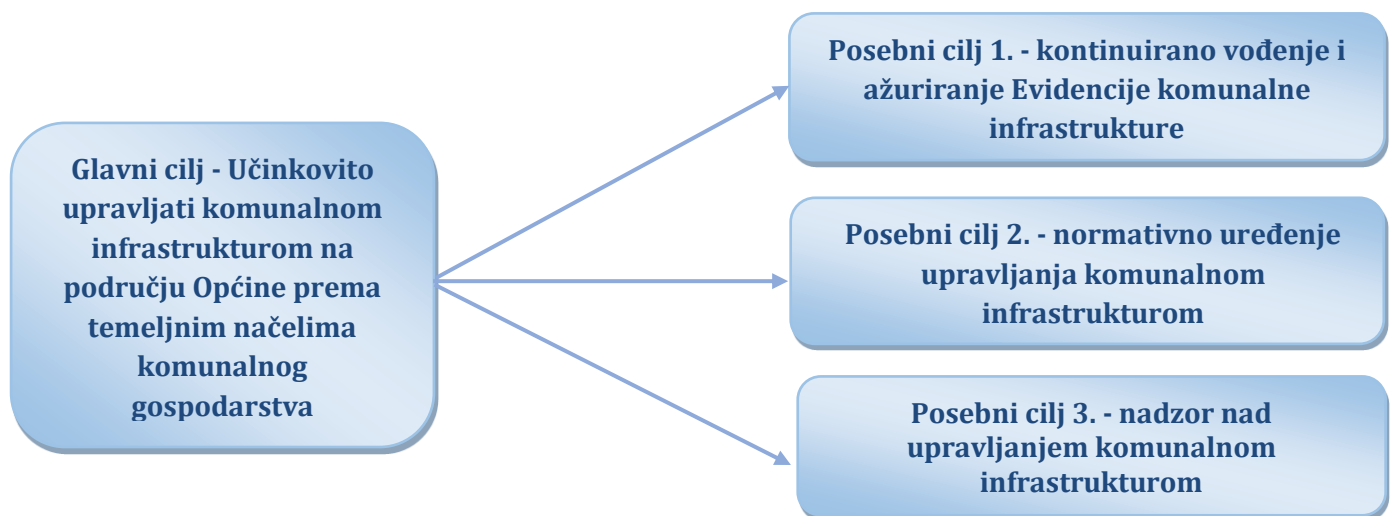 Glavni cilj - Učinkovito
upravljati komunalnom
infrastrukturom na
području Općine prema
temeljnim načelima
komunalnog
gospodarstva
Posebni cilj 1. - kontinuirano vođenje i
ažuriranje Evidencije komunalne
infrastrukture
Posebni cilj 2. - normativno uređenje
upravljanja komunalnom
infrastrukturom
Posebni cilj 3. - nadzor nad
upravljanjem komunalnom
infrastrukturom